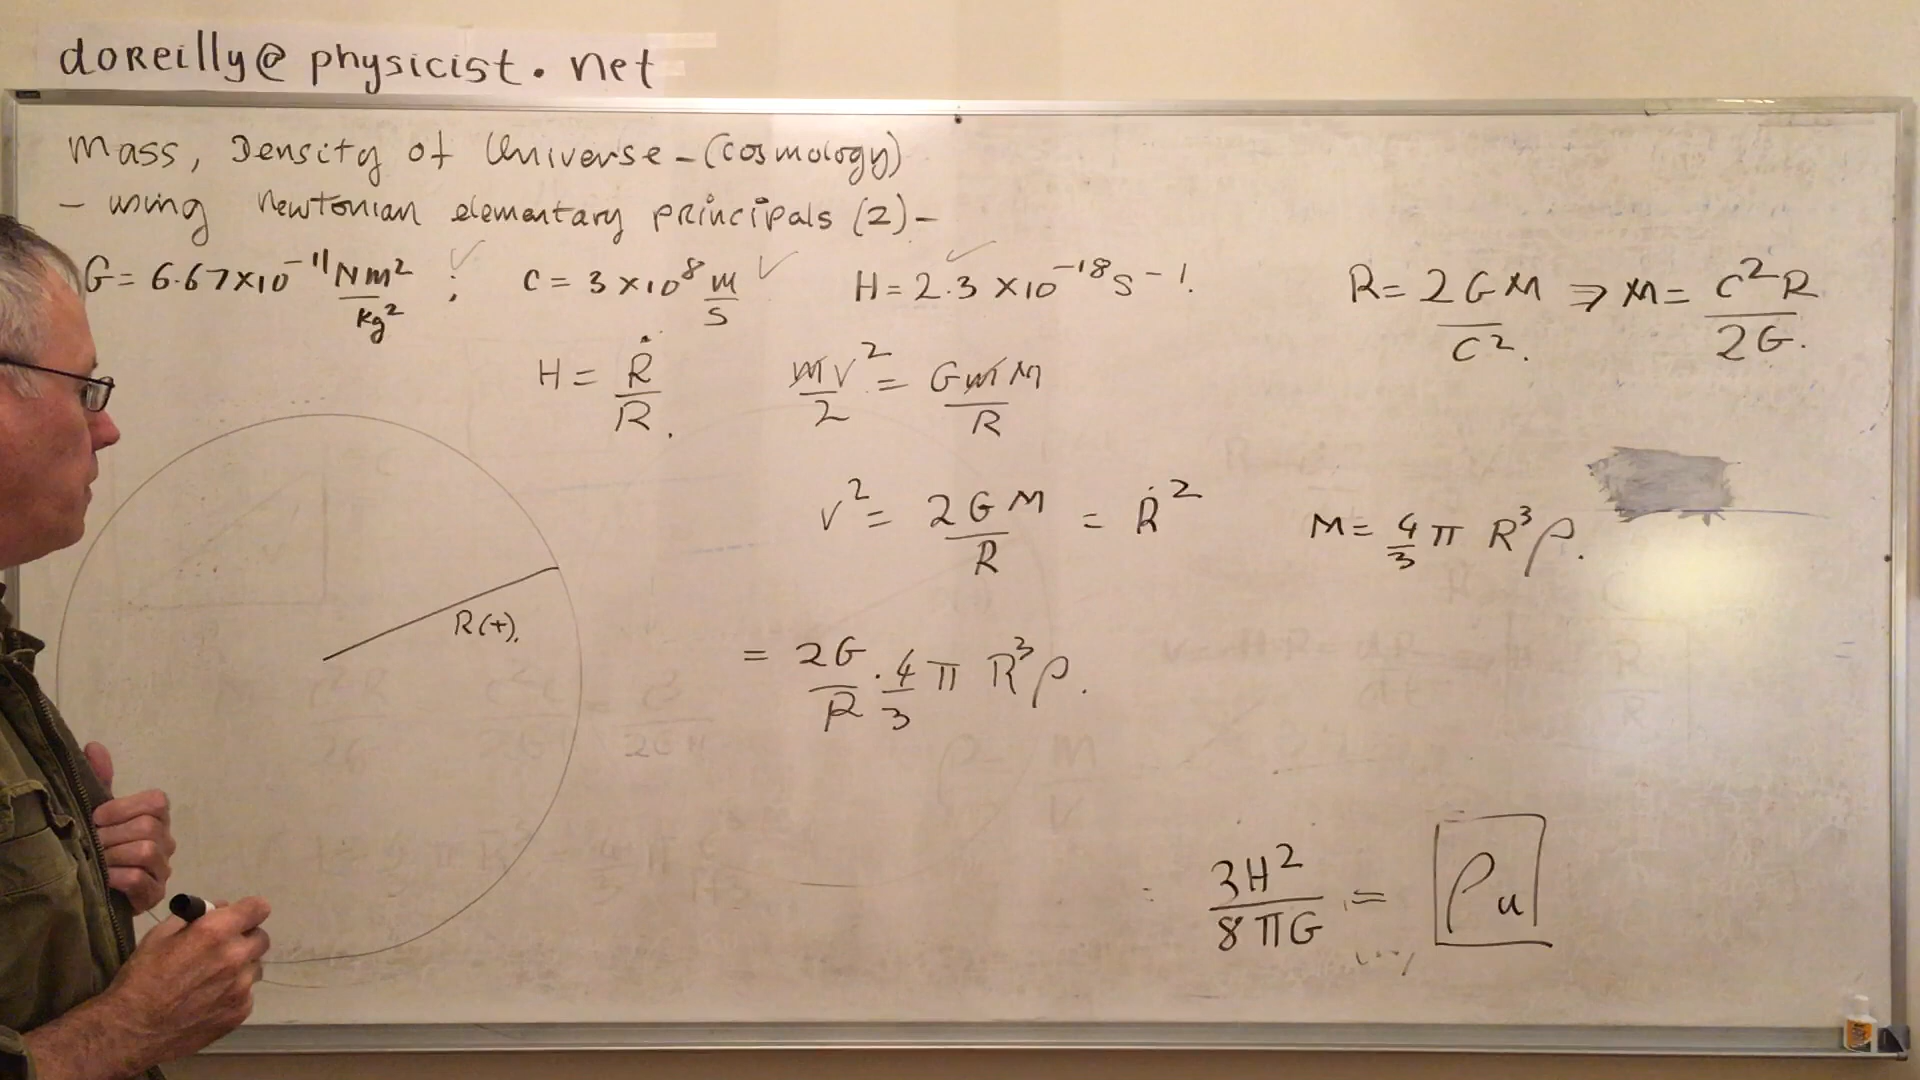 doreilly@physicist.net
Mass, Density of Universe - (cosmology)
- using newtonian elementary principals (2) -
G = 6.67×10⁻¹¹ Nm²/kg² ; C = 3×10⁸ m/s H = 2.3×10⁻¹⁸ s⁻¹.
R = 2GM/C². ⇒ M = C²R/2G.
H = Ṙ/R. mv²/2 = GmM/R
v² = 2GM/R = Ṙ² M = 4/3 π R³ρ.
R(t).
= 2G/R · 4/3 π R³ρ.
3H²/8πG = ρu